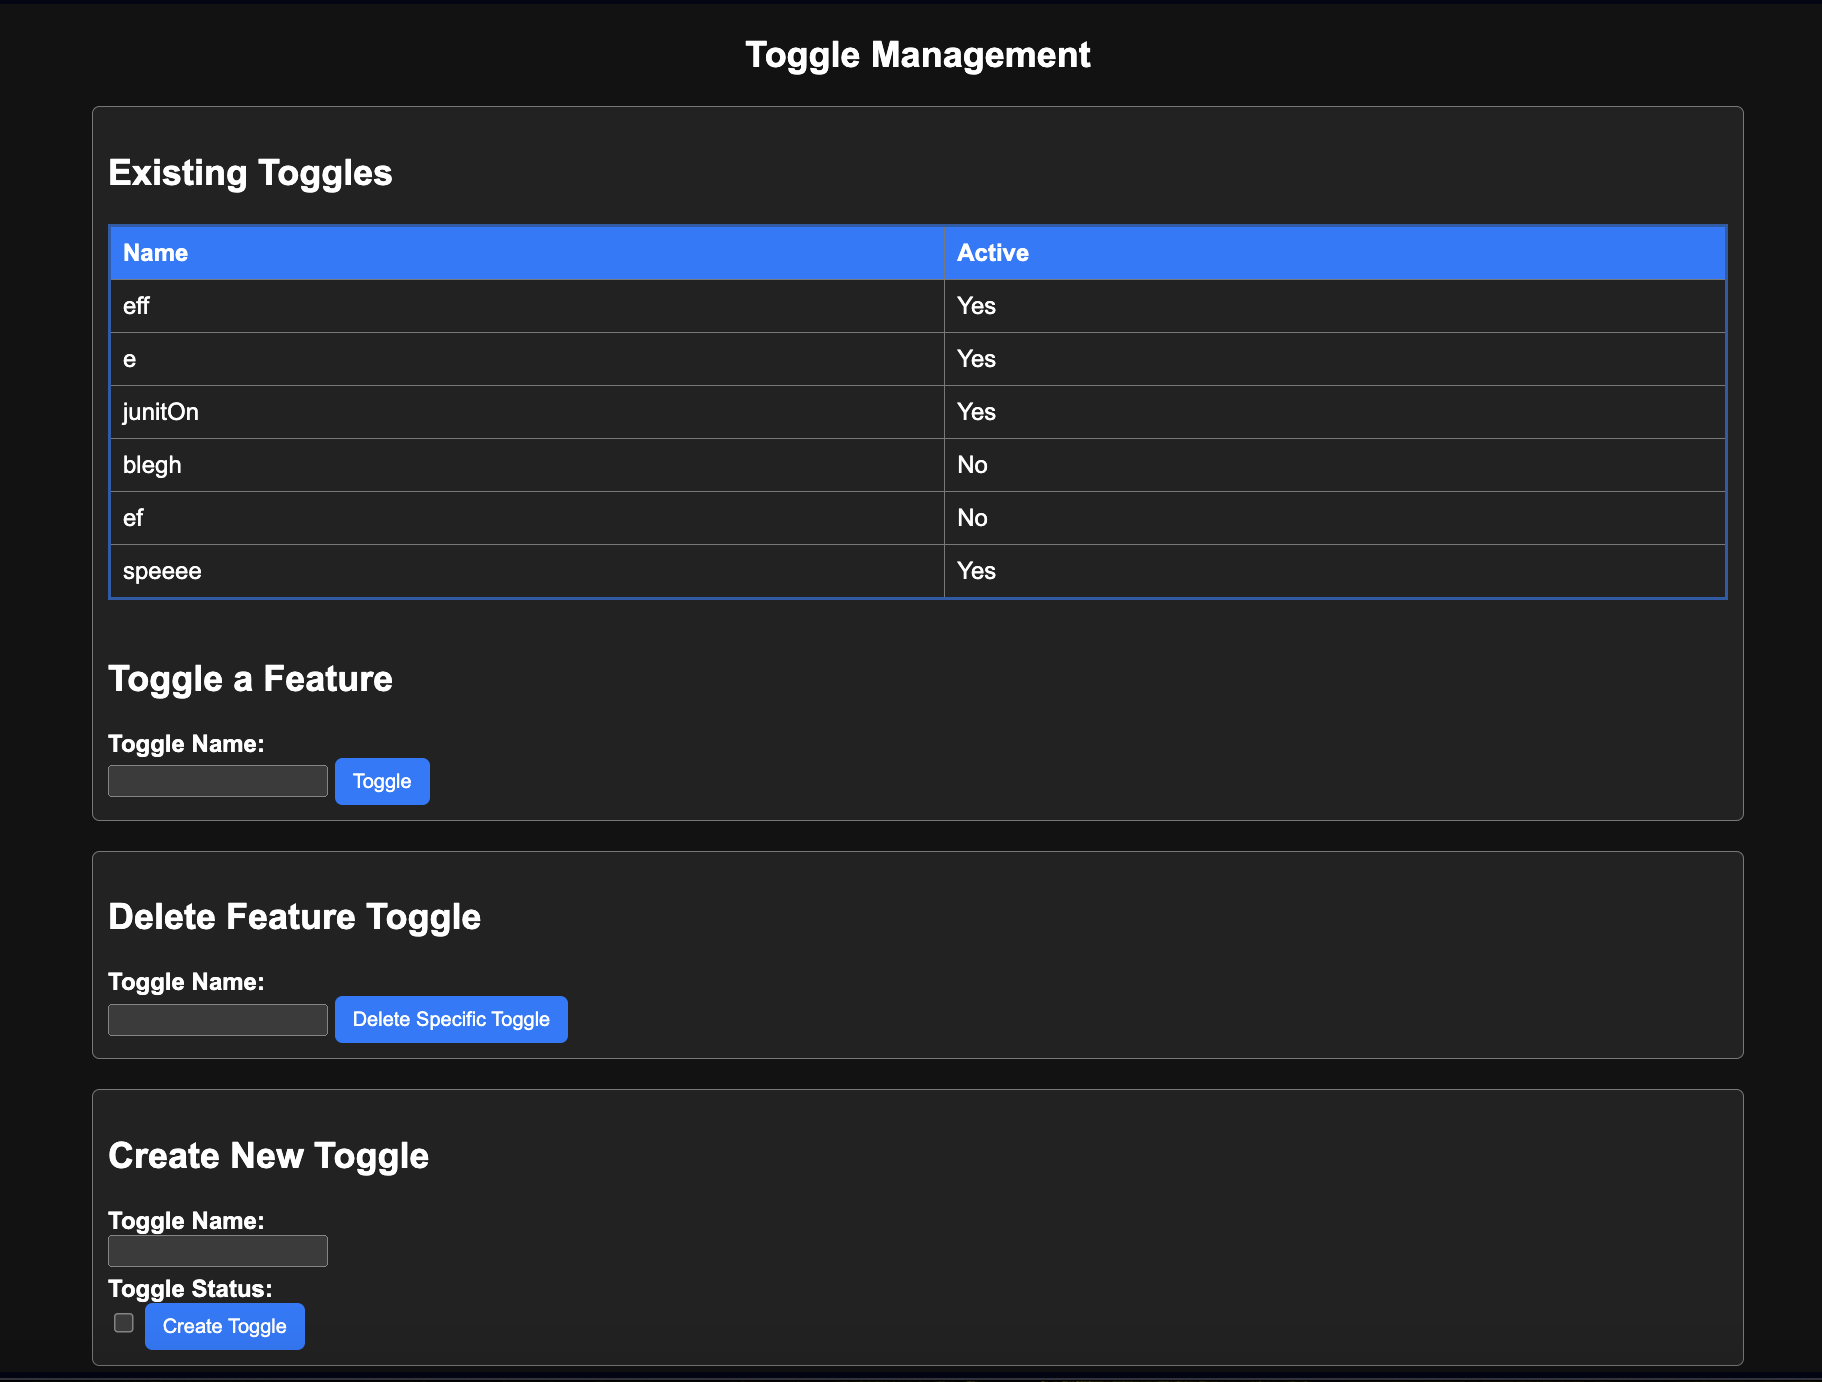 Toggle Management
Existing Toggles
Name Active
eff Yes
e Yes
junitOn Yes
blegh No
ef No
speeee Yes
Toggle a Feature
Toggle Name:
Toggle
Delete Feature Toggle
Toggle Name:
Delete Specific Toggle
Create New Toggle
Toggle Name:
Toggle Status:
Create Toggle